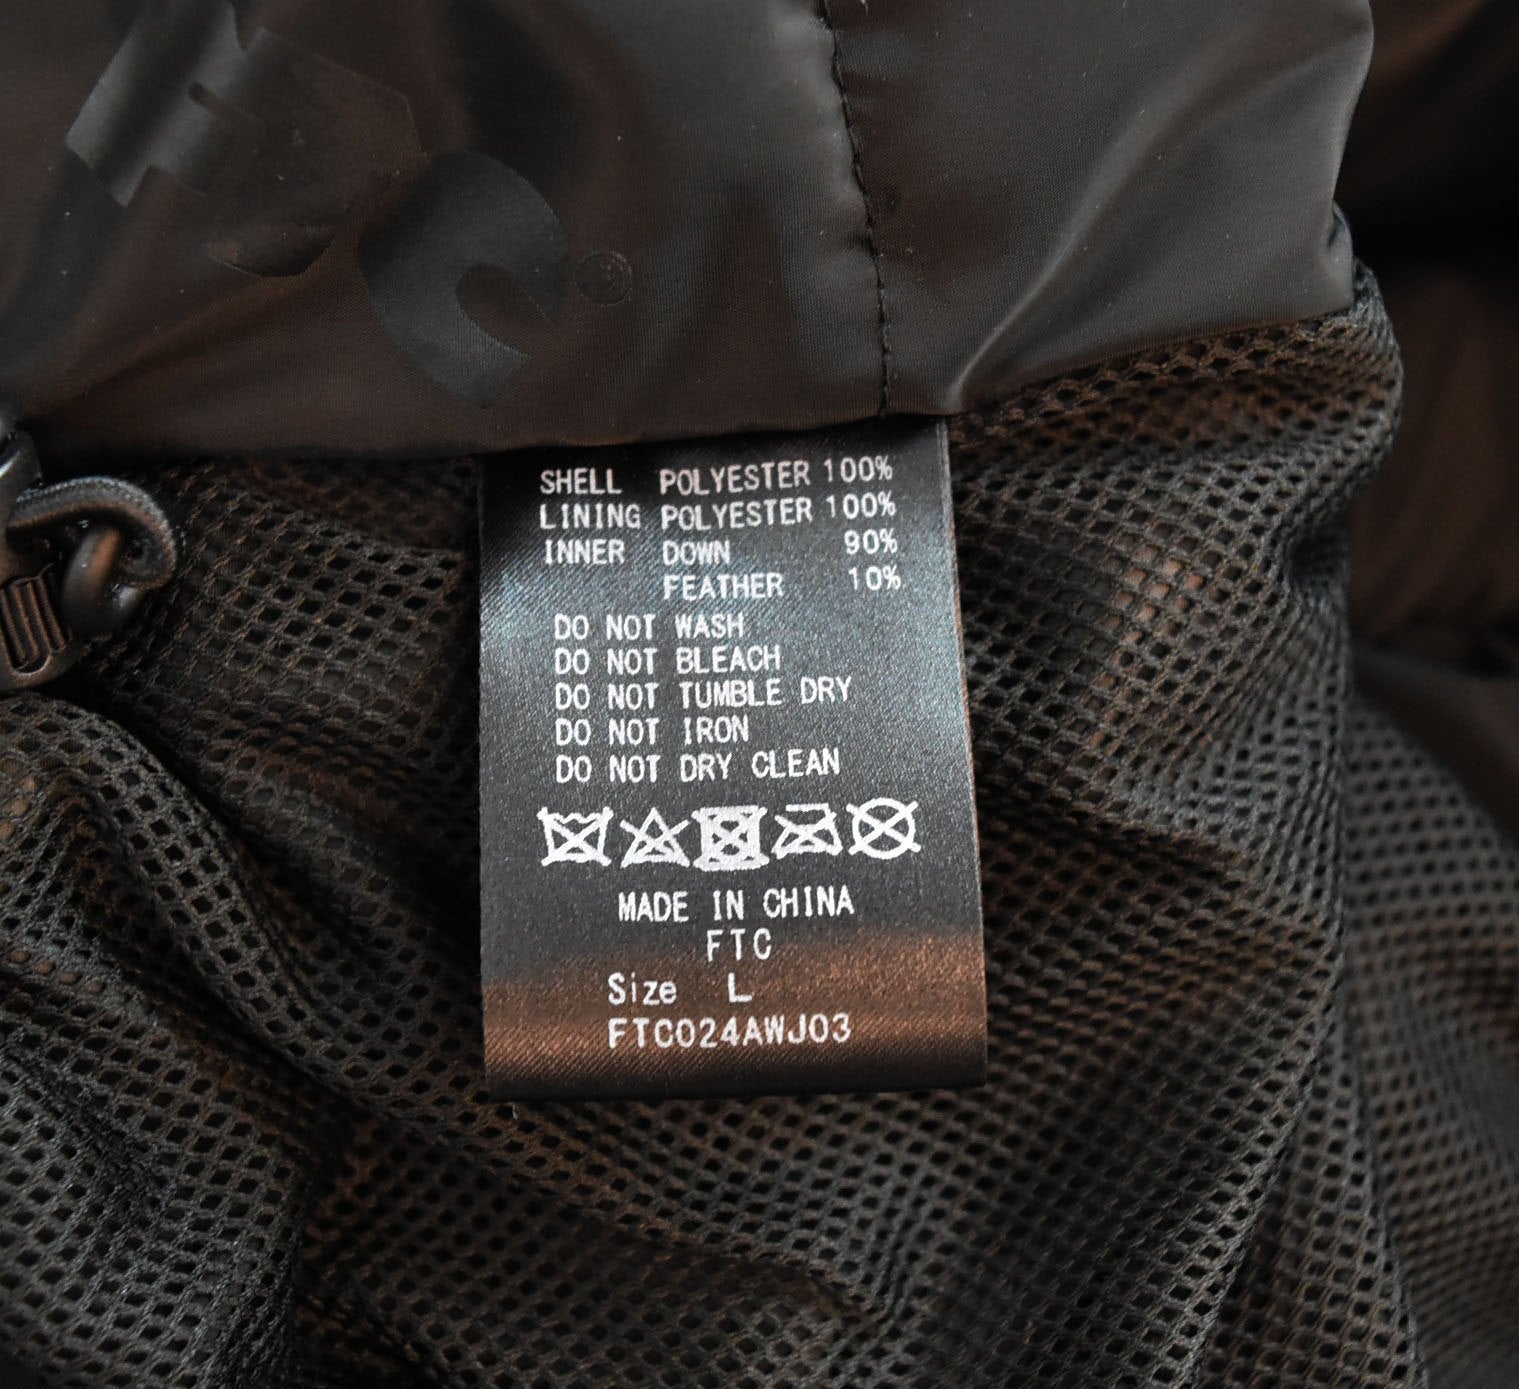 SHELL POLYESTER 100%
LINING POLYESTER 100%
INNER DOWN 90%
FEATHER 10%
DO NOT WASH
DO NOT BLEACH
DO NOT TUMBLE DRY
DO NOT IRON
DO NOT DRY CLEAN
MADE IN CHINA
FTC
Size L
FTC024AWJ03